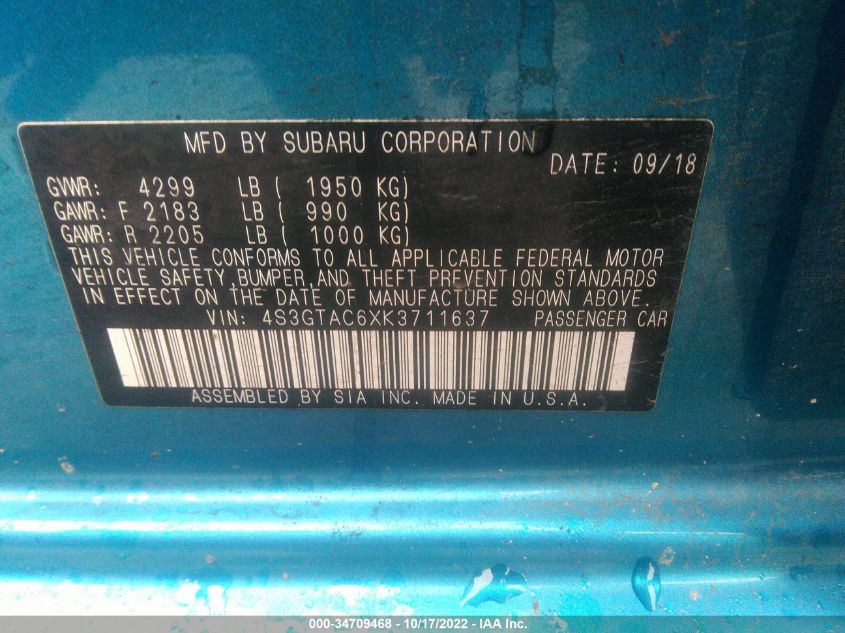 MFD BY SUBARU CORPORATION
DATE: 09/18
GVWR: 4299 LB ( 1950 KG)
GAWR: F 2183 LB ( 990 KG)
GAWR: R 2205 LB ( 1000 KG)
THIS VEHICLE CONFORMS TO ALL APPLICABLE FEDERAL MOTOR
VEHICLE SAFETY,BUMPER,AND THEFT PREVENTION STANDARDS
IN EFFECT ON THE DATE OF MANUFACTURE SHOWN ABOVE.
VIN: 4S3GTAC6XK3711637 PASSENGER CAR
ASSEMBLED BY SIA INC. MADE IN U.S.A.
000-34709468 - 10/17/2022 - IAA Inc.